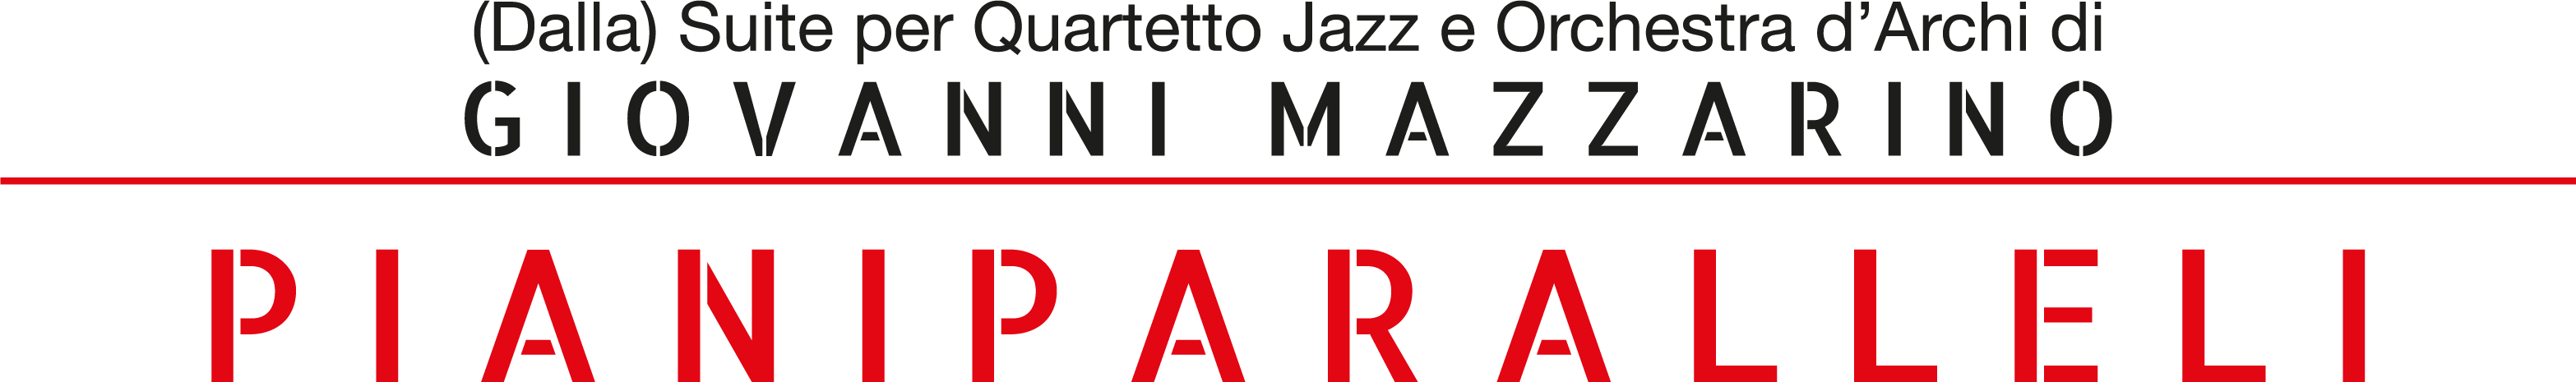 (Dalla) Suite per Quartetto Jazz e Orchestra d’Archi di
GIOVANNI MAZZARINO
PIANIPARALLELI